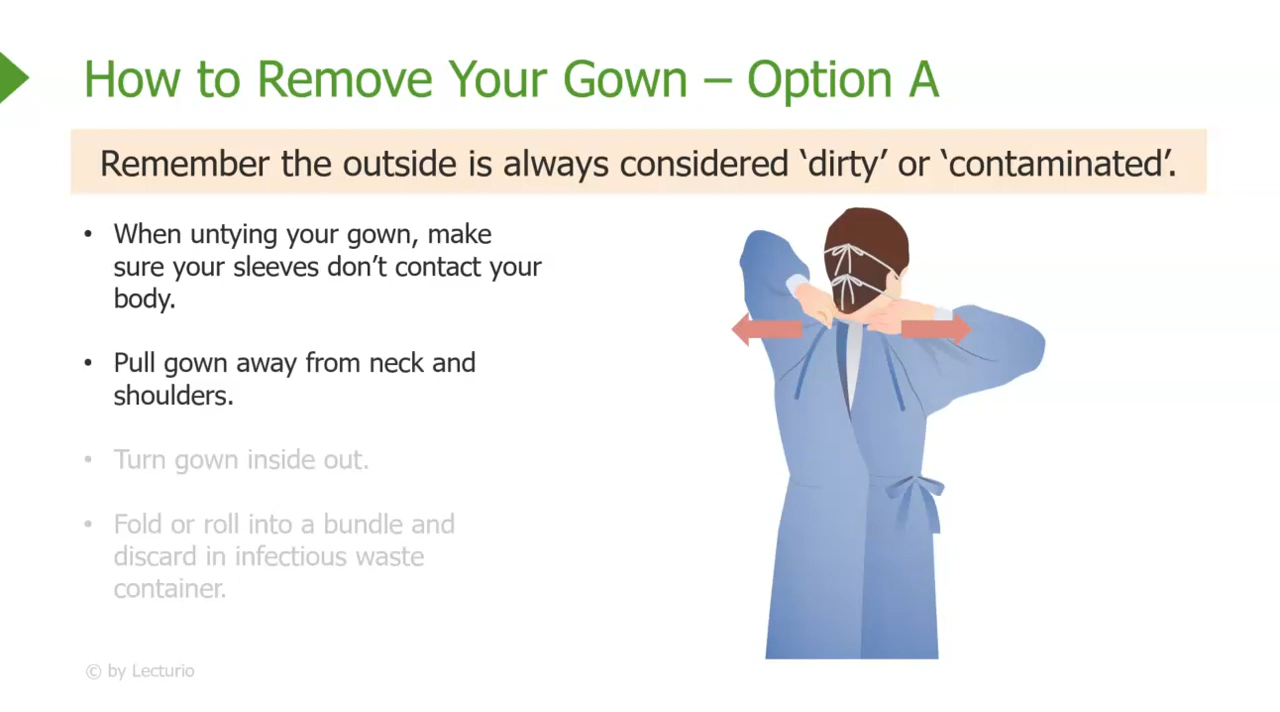 How to Remove Your Gown – Option A
Remember the outside is always considered ‘dirty’ or ‘contaminated’.
• When untying your gown, make
sure your sleeves don’t contact your
body.
• Pull gown away from neck and
shoulders.
• Turn gown inside out.
• Fold or roll into a bundle and
discard in infectious waste
container.
© by Lecturio